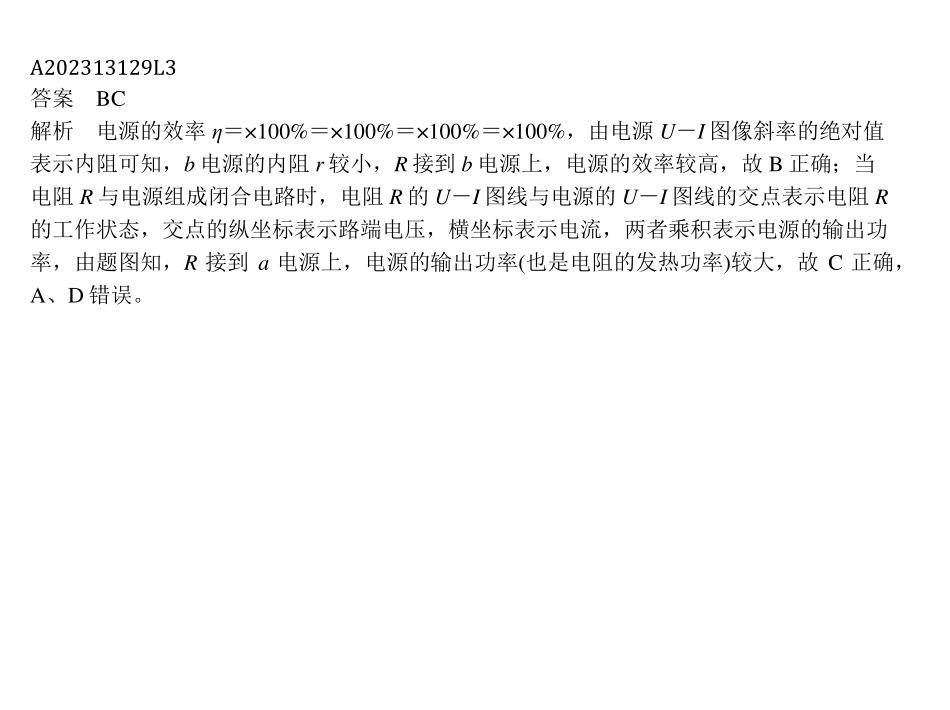 A202313129L3
答案　BC
解析　电源的效率 η＝×100%＝×100%＝×100%＝×100%，由电源 U－I 图像斜率的绝对值
表示内阻可知，b 电源的内阻 r 较小，R 接到 b 电源上，电源的效率较高，故 B 正确；当
电阻 R 与电源组成闭合电路时，电阻 R 的 U－I 图线与电源的 U－I 图线的交点表示电阻 R
的工作状态，交点的纵坐标表示路端电压，横坐标表示电流，两者乘积表示电源的输出功
率，由题图知，R 接到 a 电源上，电源的输出功率(也是电阻的发热功率)较大，故 C 正确，
A、D 错误。